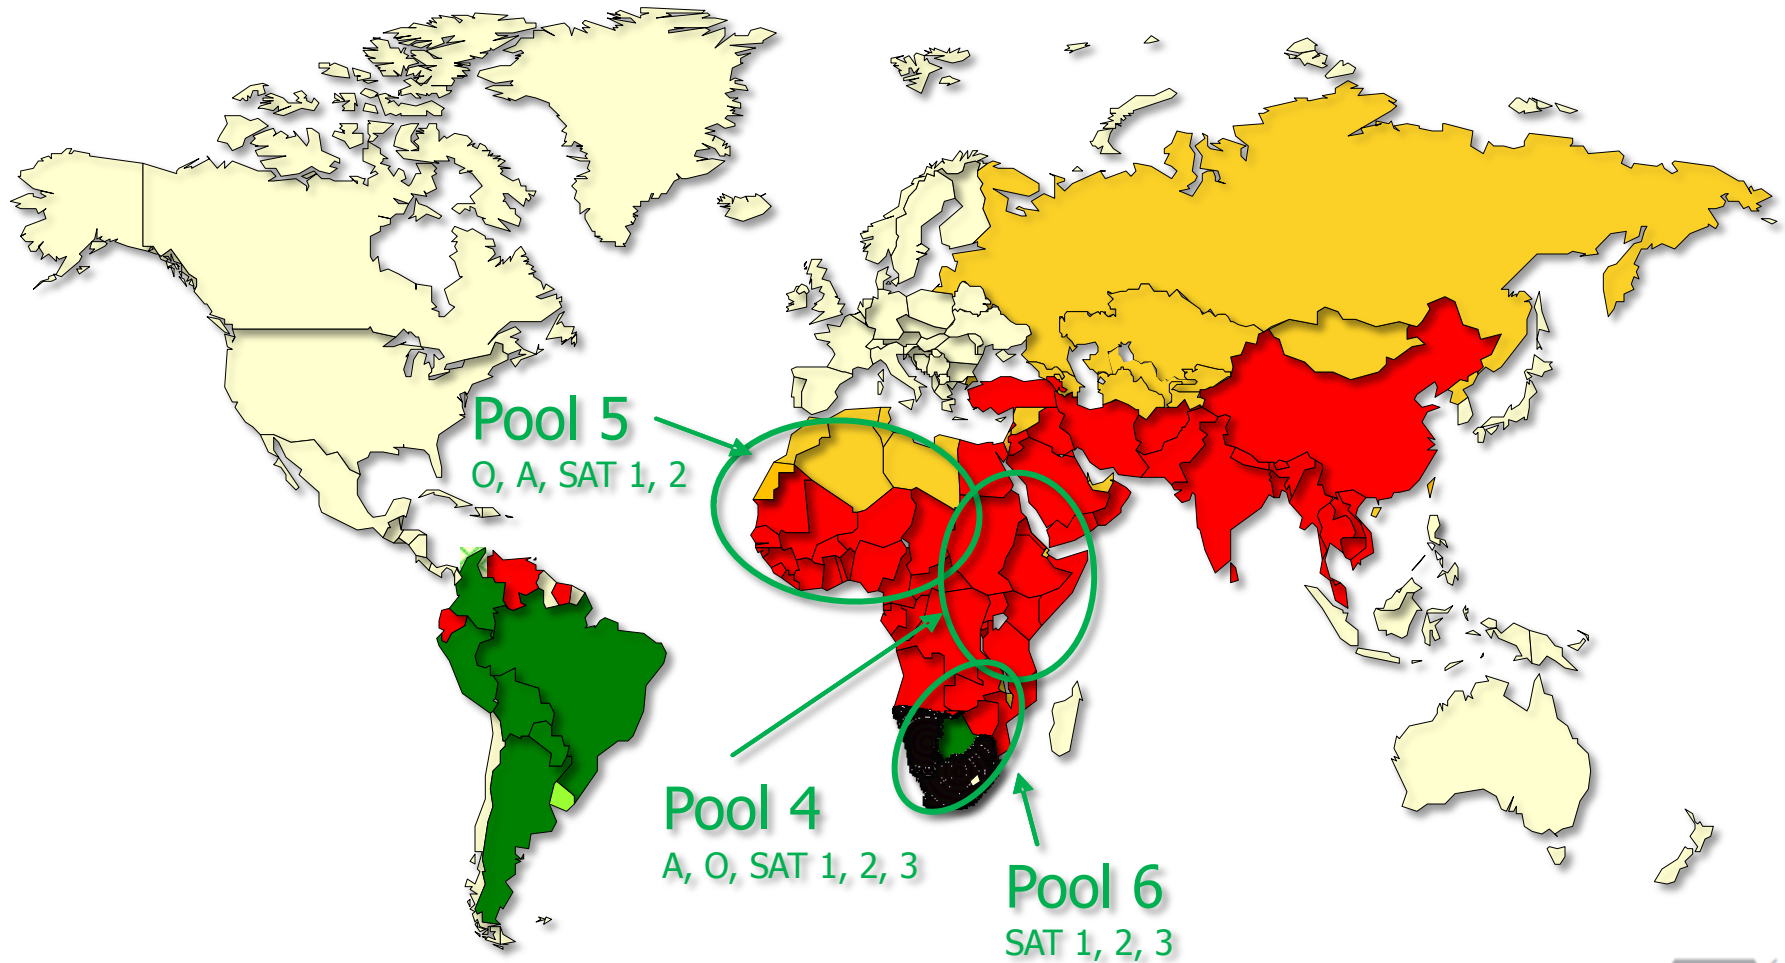 Pool 5
O, A, SAT 1, 2
Pool 4
A, O, SAT 1, 2, 3
Pool 6
SAT 1, 2, 3